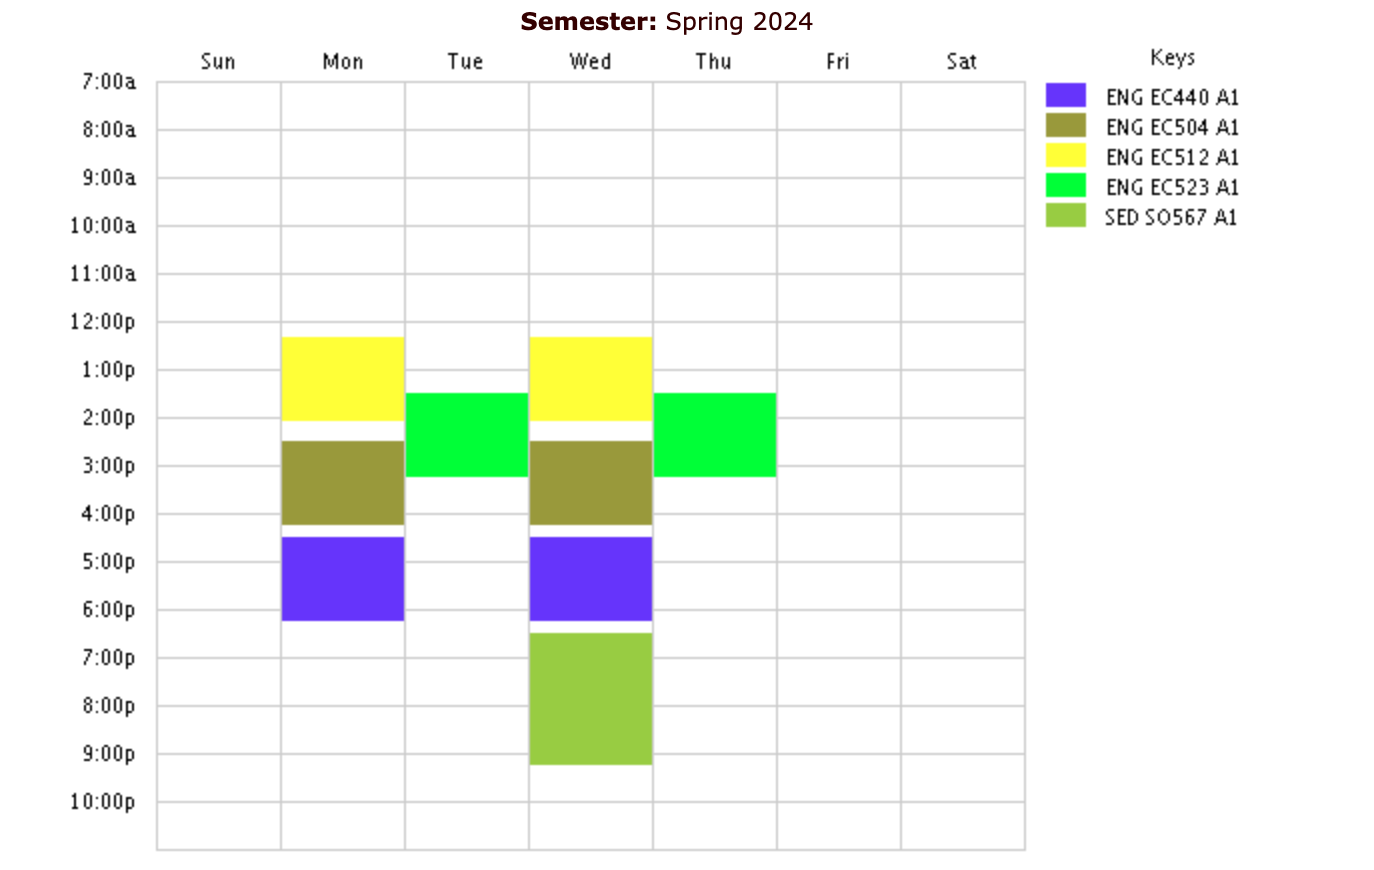 Semester: Spring 2024
Sun Mon Tue Wed Thu Fri Sat
Keys
7:00a
8:00a
9:00a
10:00a
11:00a
12:00p
1:00p
2:00p
3:00p
4:00p
5:00p
6:00p
7:00p
8:00p
9:00p
10:00p
ENG EC440 A1
ENG EC504 A1
ENG EC512 A1
ENG EC523 A1
SED SO567 A1